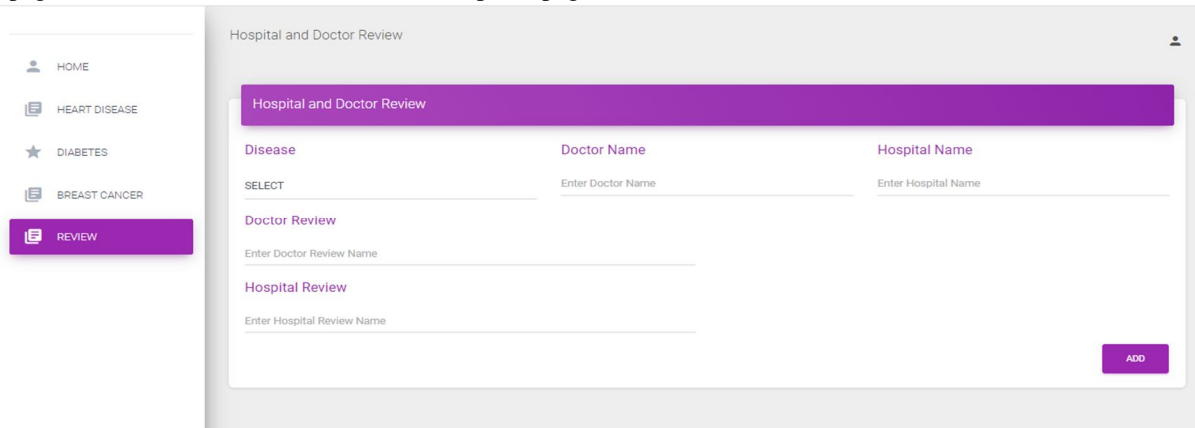 Hospital and Doctor Review
HOME
HEART DISEASE
DIABETES
BREAST CANCER
REVIEW
Hospital and Doctor Review
Disease
Doctor Name
Hospital Name
SELECT
Enter Doctor Name
Enter Hospital Name
Doctor Review
Enter Doctor Review Name
Hospital Review
Enter Hospital Review Name
ADD